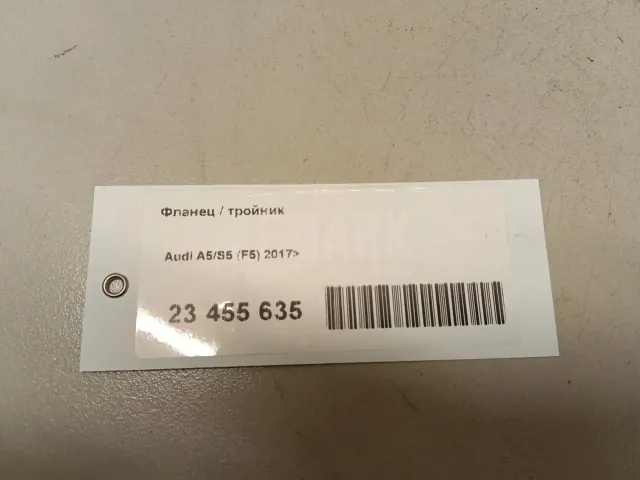 Фланец / тройник
Audi A5/S5 (F5) 2017>
23 455 635